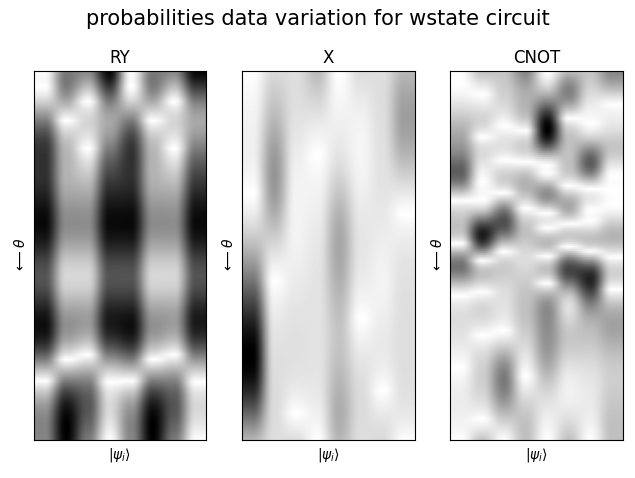 probabilities data variation for wstate circuit
RY
X
CNOT
⟵ θ
⟵ θ
⟵ θ
|ψi⟩
|ψi⟩
|ψi⟩